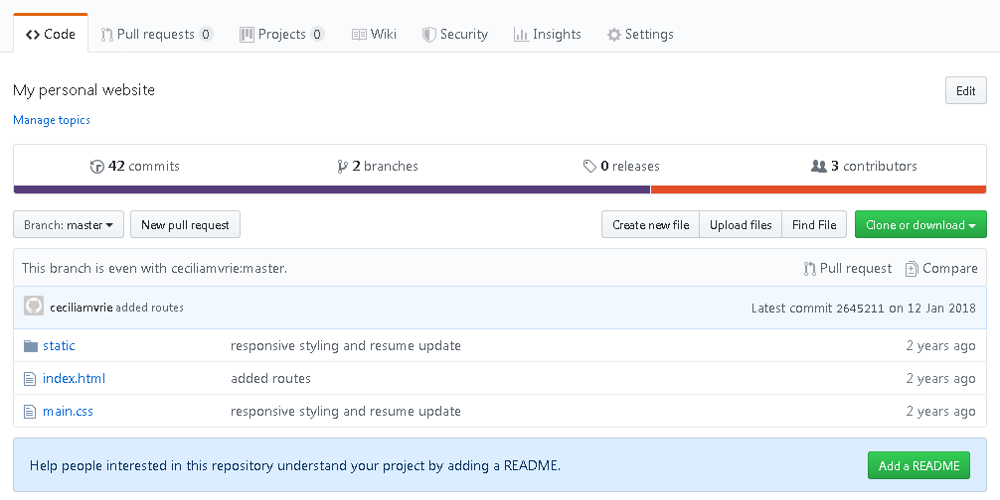 Code Pull requests 0 Projects 0 Wiki Security Insights Settings
My personal website Edit
Manage topics
42 commits 2 branches 0 releases 3 contributors
Branch: master New pull request Create new file Upload files Find File Clone or download
This branch is even with ceciliamvrie:master. Pull request Compare
ceciliamvrie added routes Latest commit 2645211 on 12 Jan 2018
static responsive styling and resume update 2 years ago
index.html added routes 2 years ago
main.css responsive styling and resume update 2 years ago
Help people interested in this repository understand your project by adding a README. Add a README